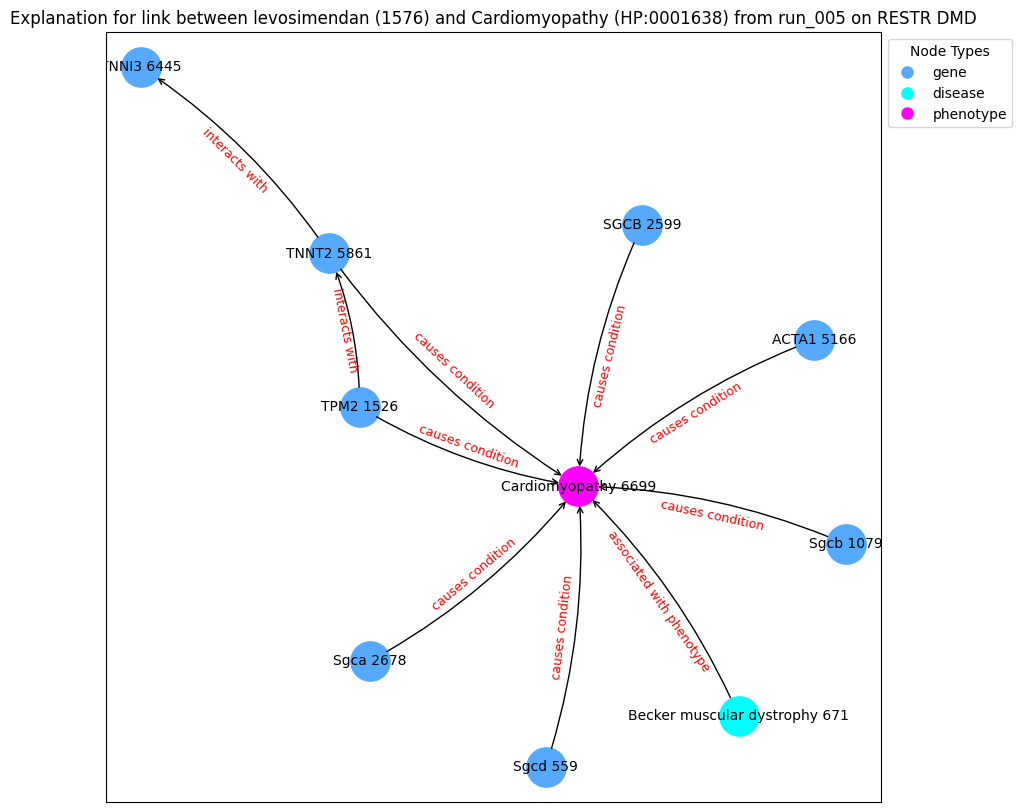 Explanation for link between levosimendan (1576) and Cardiomyopathy (HP:0001638) from run_005 on RESTR DMD
Node Types
gene
disease
phenotype
TNNI3 6445
interacts with
SGCB 2599
TNNT2 5861
interacts with
causes condition
causes condition
ACTA1 5166
causes condition
TPM2 1526
causes condition
Cardiomyopathy 6699
causes condition
Sgcb 1079
associated with phenotype
causes condition
causes condition
Sgca 2678
Becker muscular dystrophy 671
Sgcd 559